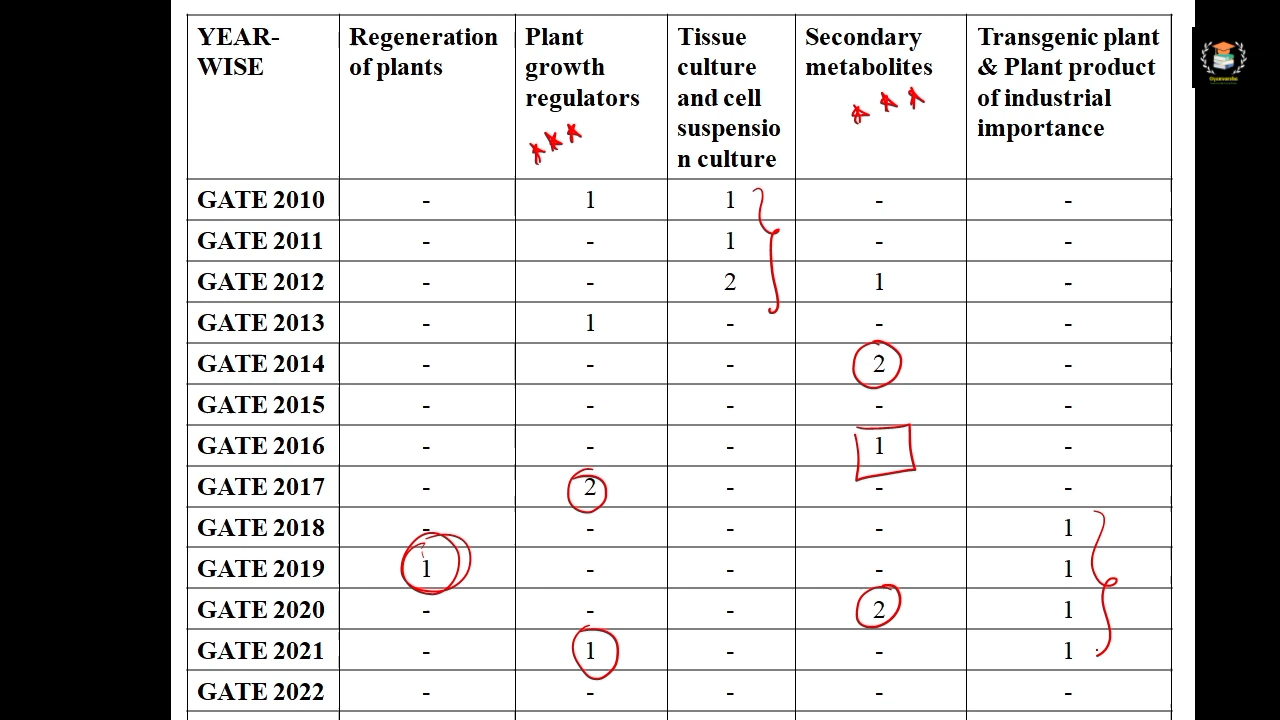 YEAR-WISE | Regeneration of plants | Plant growth regulators | Tissue culture and cell suspensio n culture | Secondary metabolites | Transgenic plant & Plant product of industrial importance
GATE 2010 | - | 1 | 1 | - | -
GATE 2011 | - | - | 1 | - | -
GATE 2012 | - | - | 2 | 1 | -
GATE 2013 | - | 1 | - | - | -
GATE 2014 | - | - | - | 2 | -
GATE 2015 | - | - | - | - | -
GATE 2016 | - | - | - | 1 | -
GATE 2017 | - | 2 | - | - | -
GATE 2018 | - | - | - | - | 1
GATE 2019 | 1 | - | - | - | 1
GATE 2020 | - | - | - | 2 | 1
GATE 2021 | - | 1 | - | - | 1
GATE 2022 | - | - | - | - | -